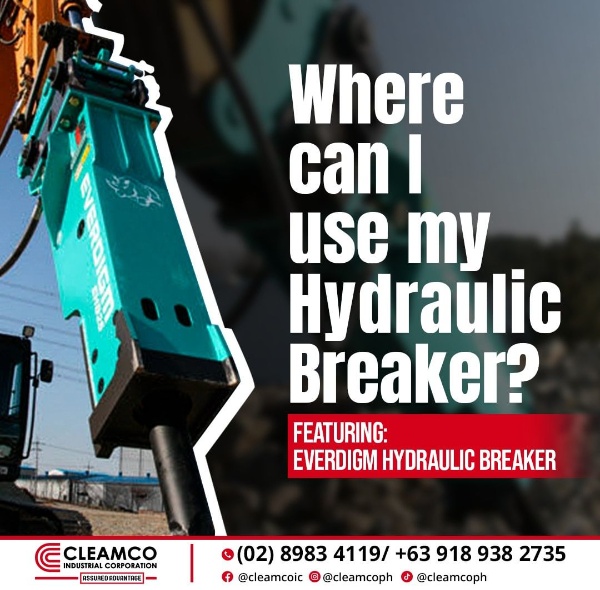 Where
can I
use my
Hydraulic
Breaker?
FEATURING:
EVERDIGM HYDRAULIC BREAKER
EVERDIGM
CLEAMCO
INDUSTRIAL CORPORATION
ASSURED ADVANTAGE
(02) 8983 4119/ +63 918 938 2735
@cleamcoic @cleamcoph @cleamcoph